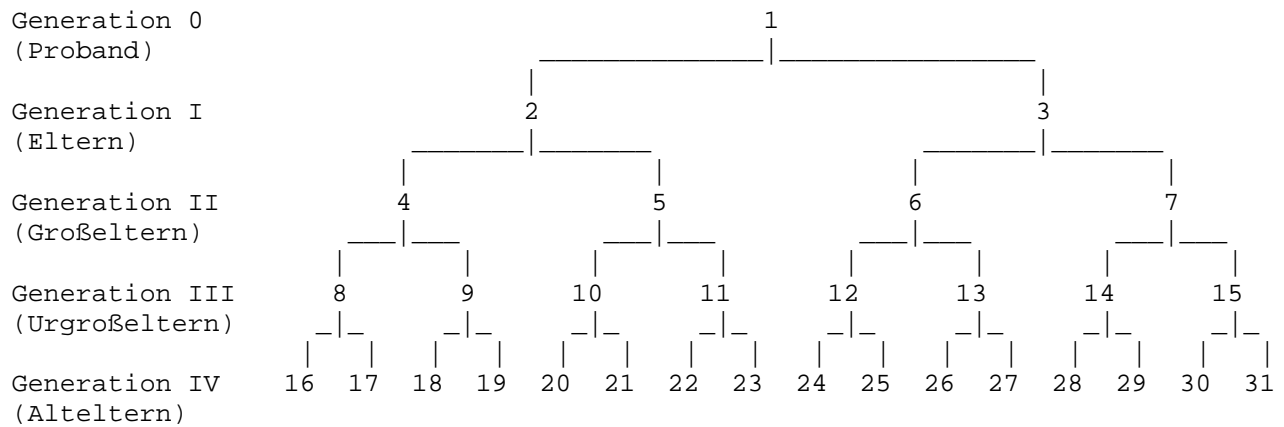 Generation 0 1
(Proband)
Generation I 2 3
(Eltern)
Generation II 4 5 6 7
(Großeltern)
Generation III 8 9 10 11 12 13 14 15
(Urgroßeltern)
Generation IV 16 17 18 19 20 21 22 23 24 25 26 27 28 29 30 31
(Alteltern)